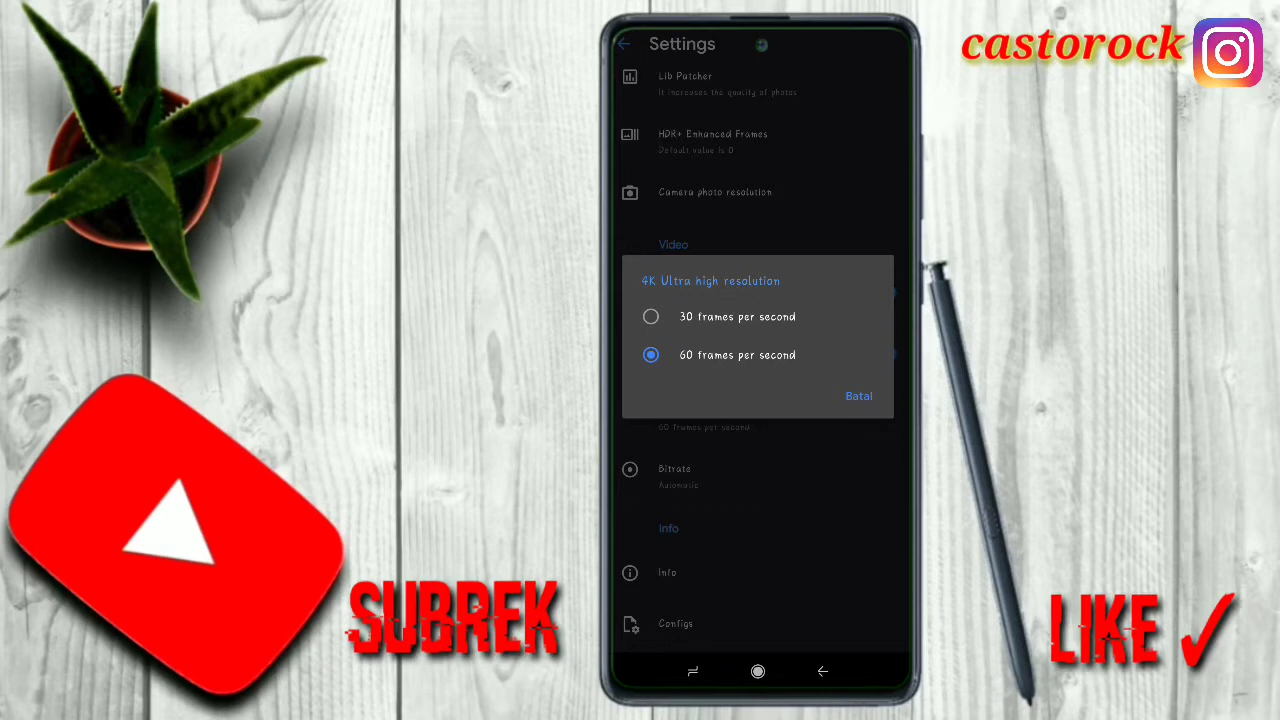 castorock
Settings
Lib Patcher
It increases the quality of photos
HDR+ Enhanced Frames
Default value is 0
Camera photo resolution
Video
4K Ultra high resolution
30 frames per second
60 frames per second
Batal
60 frames per second
Bitrate
Automatic
Info
Info
Configs
SUBREK
LIKE ✓